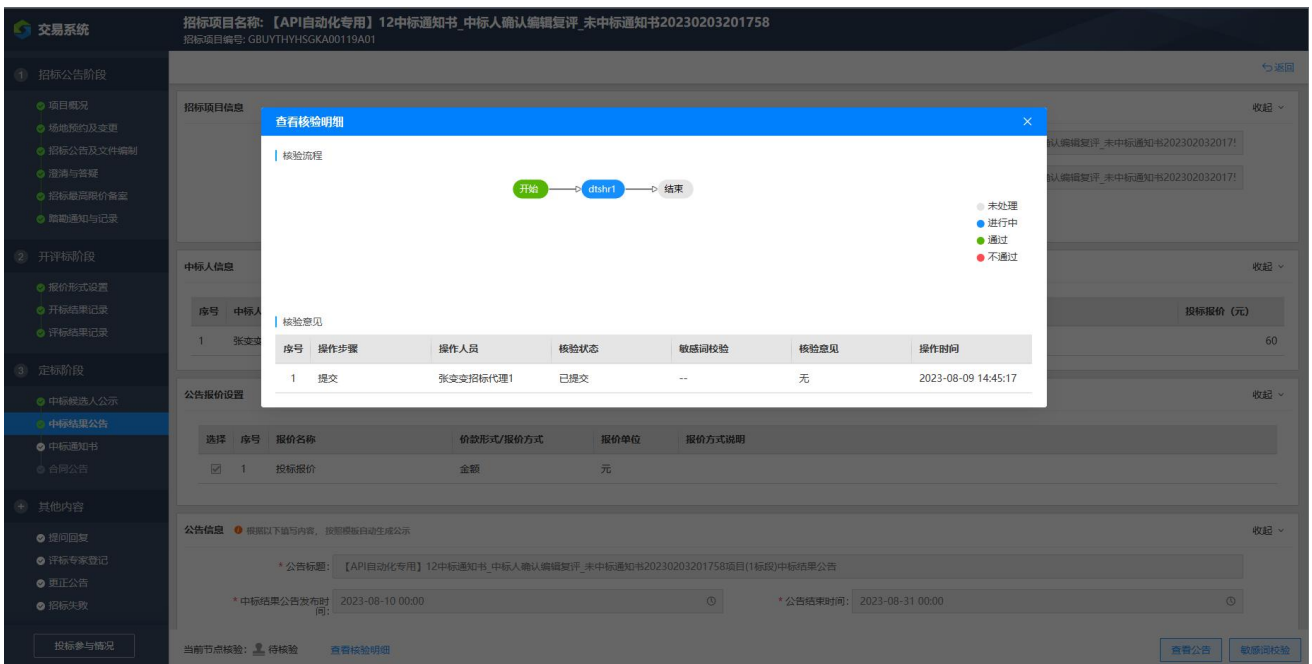 交易系统
招标项目名称:【API自动化专用】12中标通知书_中标人确认编辑复评_未中标通知书20230203201758
招标项目编号: GBUYTHYHSGKA00119A01
返回
1 招标公告阶段
项目概况
场地预约及变更
招标公告及文件编制
澄清与答疑
招标最高限价备案
踏勘通知与记录
2 开评标阶段
报价形式设置
开标结果记录
评标结果记录
3 定标阶段
中标候选人公示
中标结果公告
中标通知书
合同公告
+ 其他内容
提问回复
评标专家登记
更正公告
招标失败
投标参与情况
招标项目信息
收起
认编辑复评_未中标通知书202302032017!
认编辑复评_未中标通知书202302032017!
查看核验明细 ×
核验流程
开始 dtshr1 结束
未处理
进行中
通过
不通过
核验意见
序号 操作步骤 操作人员 核验状态 敏感词校验 核验意见 操作时间
1 提交 张变变招标代理1 已提交 -- 无 2023-08-09 14:45:17
中标人信息 收起
序号 中标人 投标报价(元)
1 张变变 60
公告报价设置 收起
选择 序号 报价名称 价款形式/报价方式 报价单位 报价方式说明
1 投标报价 金额 元
公告信息 根据以下填写内容,按照模板自动生成公示 收起
* 公告标题: 【API自动化专用】12中标通知书_中标人确认编辑复评_未中标通知书20230203201758项目(1标段)中标结果公告
* 中标结果公告发布时间: 2023-08-10 00:00 * 公告结束时间: 2023-08-31 00:00
当前节点核验: 待核验 查看核验明细 查看公告 敏感词校验